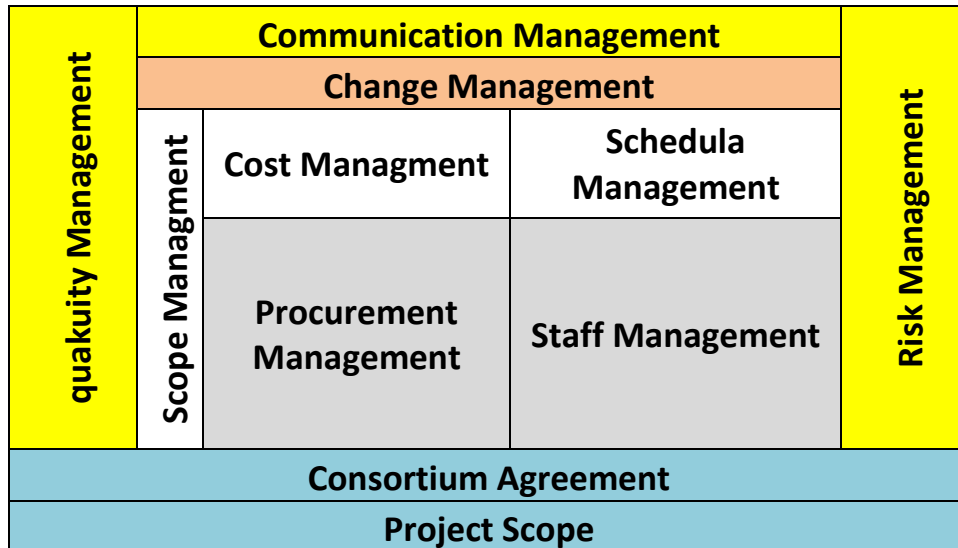 quakuity Management
Communication Management
Change Management
Scope Managment
Cost Managment
Schedula
Management
Procurement
Management
Staff Management
Risk Management
Consortium Agreement
Project Scope